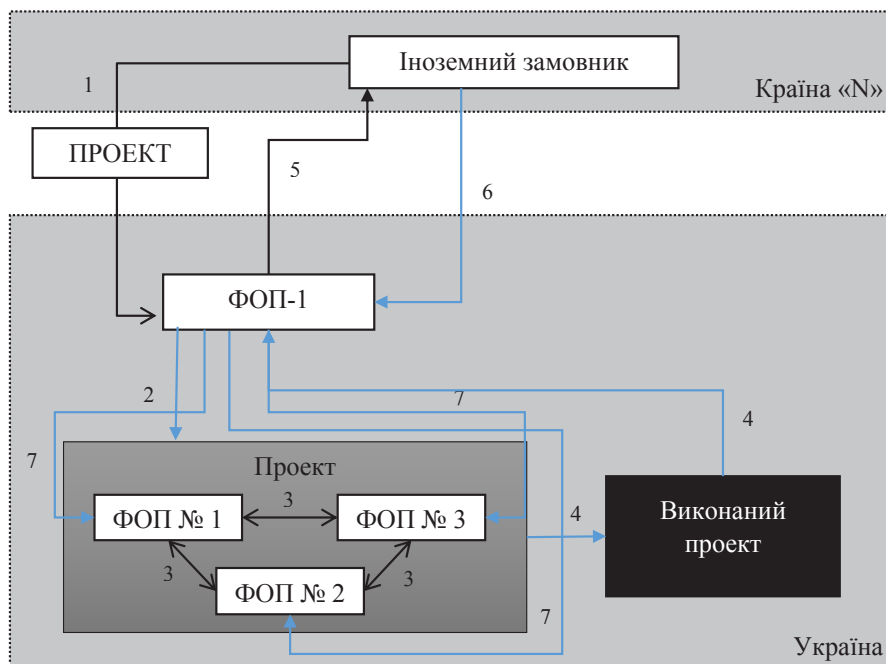 Іноземний замовник
1
Країна «N»
ПРОЕКТ
5
6
ФОП-1
2
7
4
7
Проект
ФОП № 1
3
ФОП № 3
4
Виконаний
проект
3
3
ФОП № 2
7
Україна